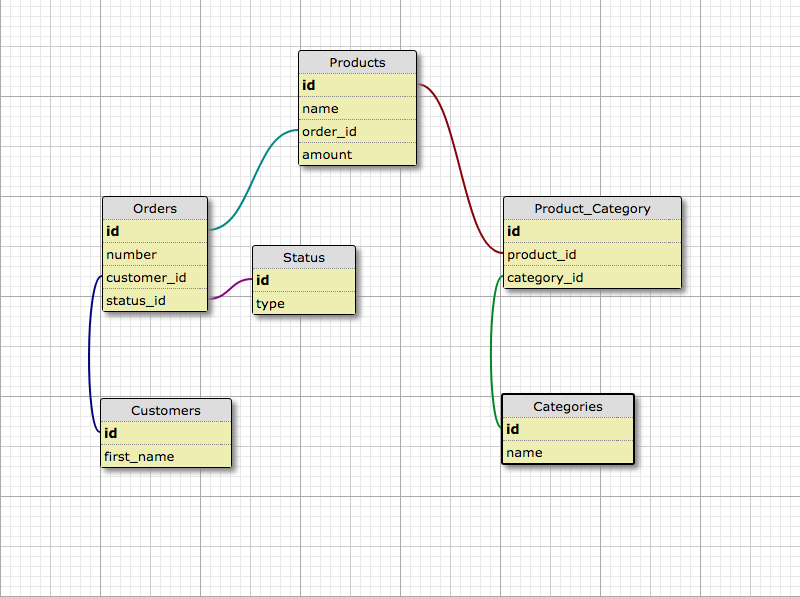 Products
id
name
order_id
amount
Orders
id
number
customer_id
status_id
Status
id
type
Product_Category
id
product_id
category_id
Customers
id
first_name
Categories
id
name